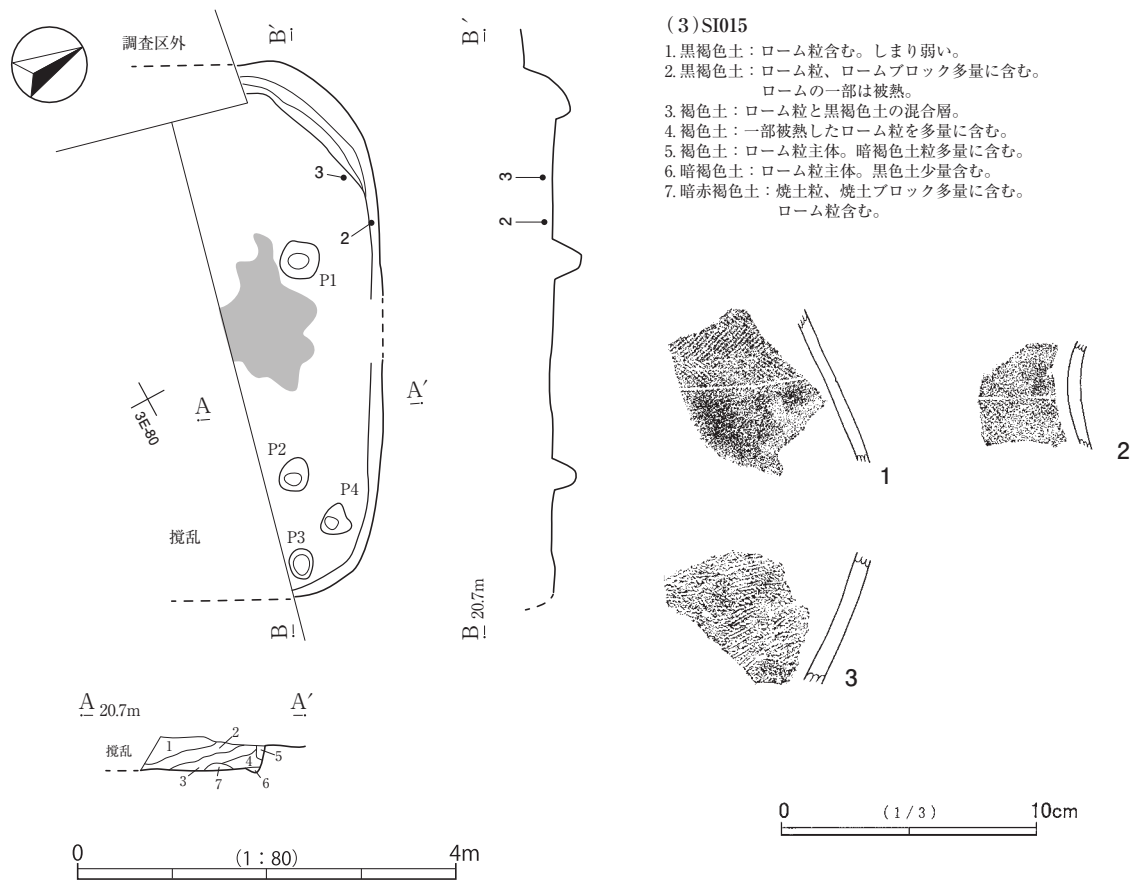 (3)SI015
1. 黒褐色土：ローム粒含む。しまり弱い。
2. 黒褐色土：ローム粒、ロームブロック多量に含む。
ロームの一部は被熱。
3. 褐色土：ローム粒と黒褐色土の混合層。
4. 褐色土：一部被熱したローム粒を多量に含む。
5. 褐色土：ローム粒主体。暗褐色土粒多量に含む。
6. 暗褐色土：ローム粒主体。黒色土少量含む。
7. 暗赤褐色土：焼土粒、焼土ブロック多量に含む。
ローム粒含む。
調査区外
B′
B′
3
2
3
2
P1
A
A′
3E-80
P2
P4
P3
撹乱
B
B 20.7m
A 20.7m
A′
撹乱
1
2
3
4
5
6
7
0
(1：80)
4m
1
2
3
0
(1/3)
10cm